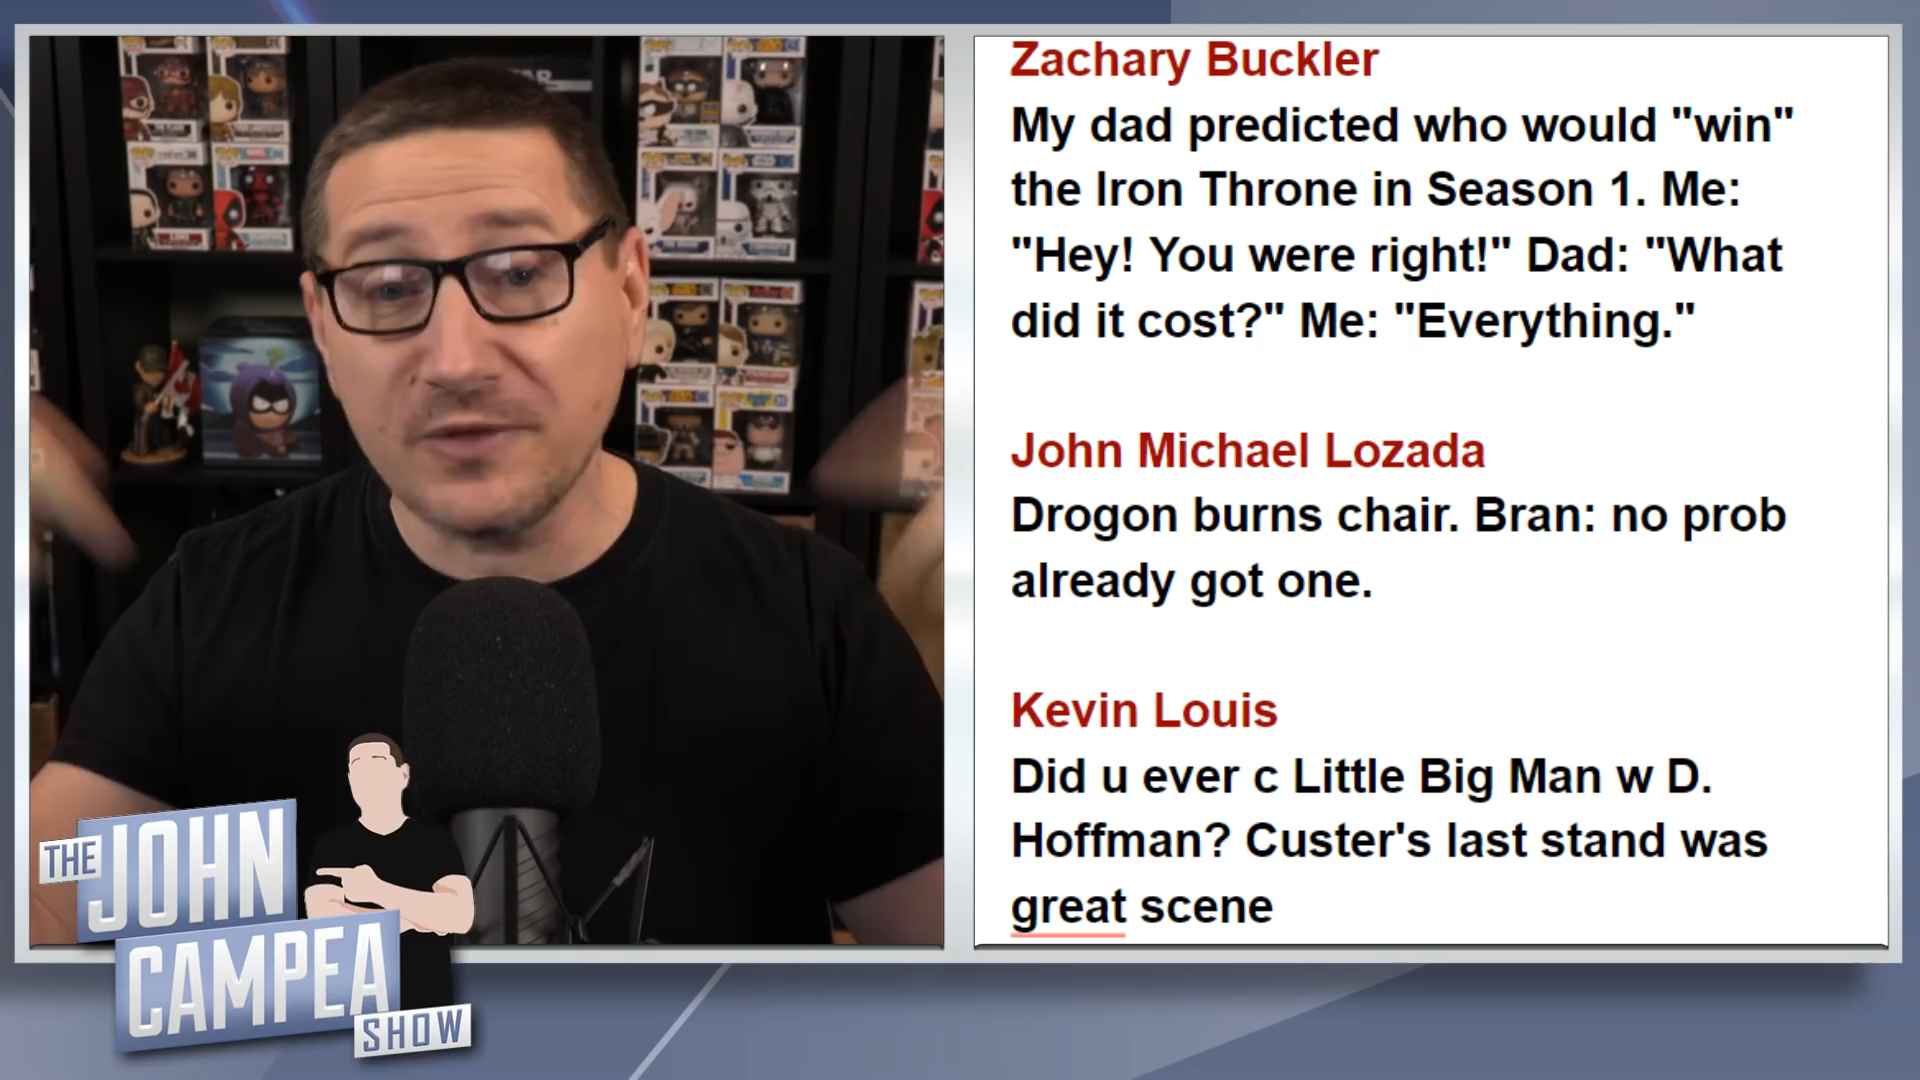 Zachary Buckler
My dad predicted who would "win"
the Iron Throne in Season 1. Me:
"Hey! You were right!" Dad: "What
did it cost?" Me: "Everything."
John Michael Lozada
Drogon burns chair. Bran: no prob
already got one.
Kevin Louis
Did u ever c Little Big Man w D.
Hoffman? Custer's last stand was
great scene
THE
JOHN
CAMPEA
SHOW